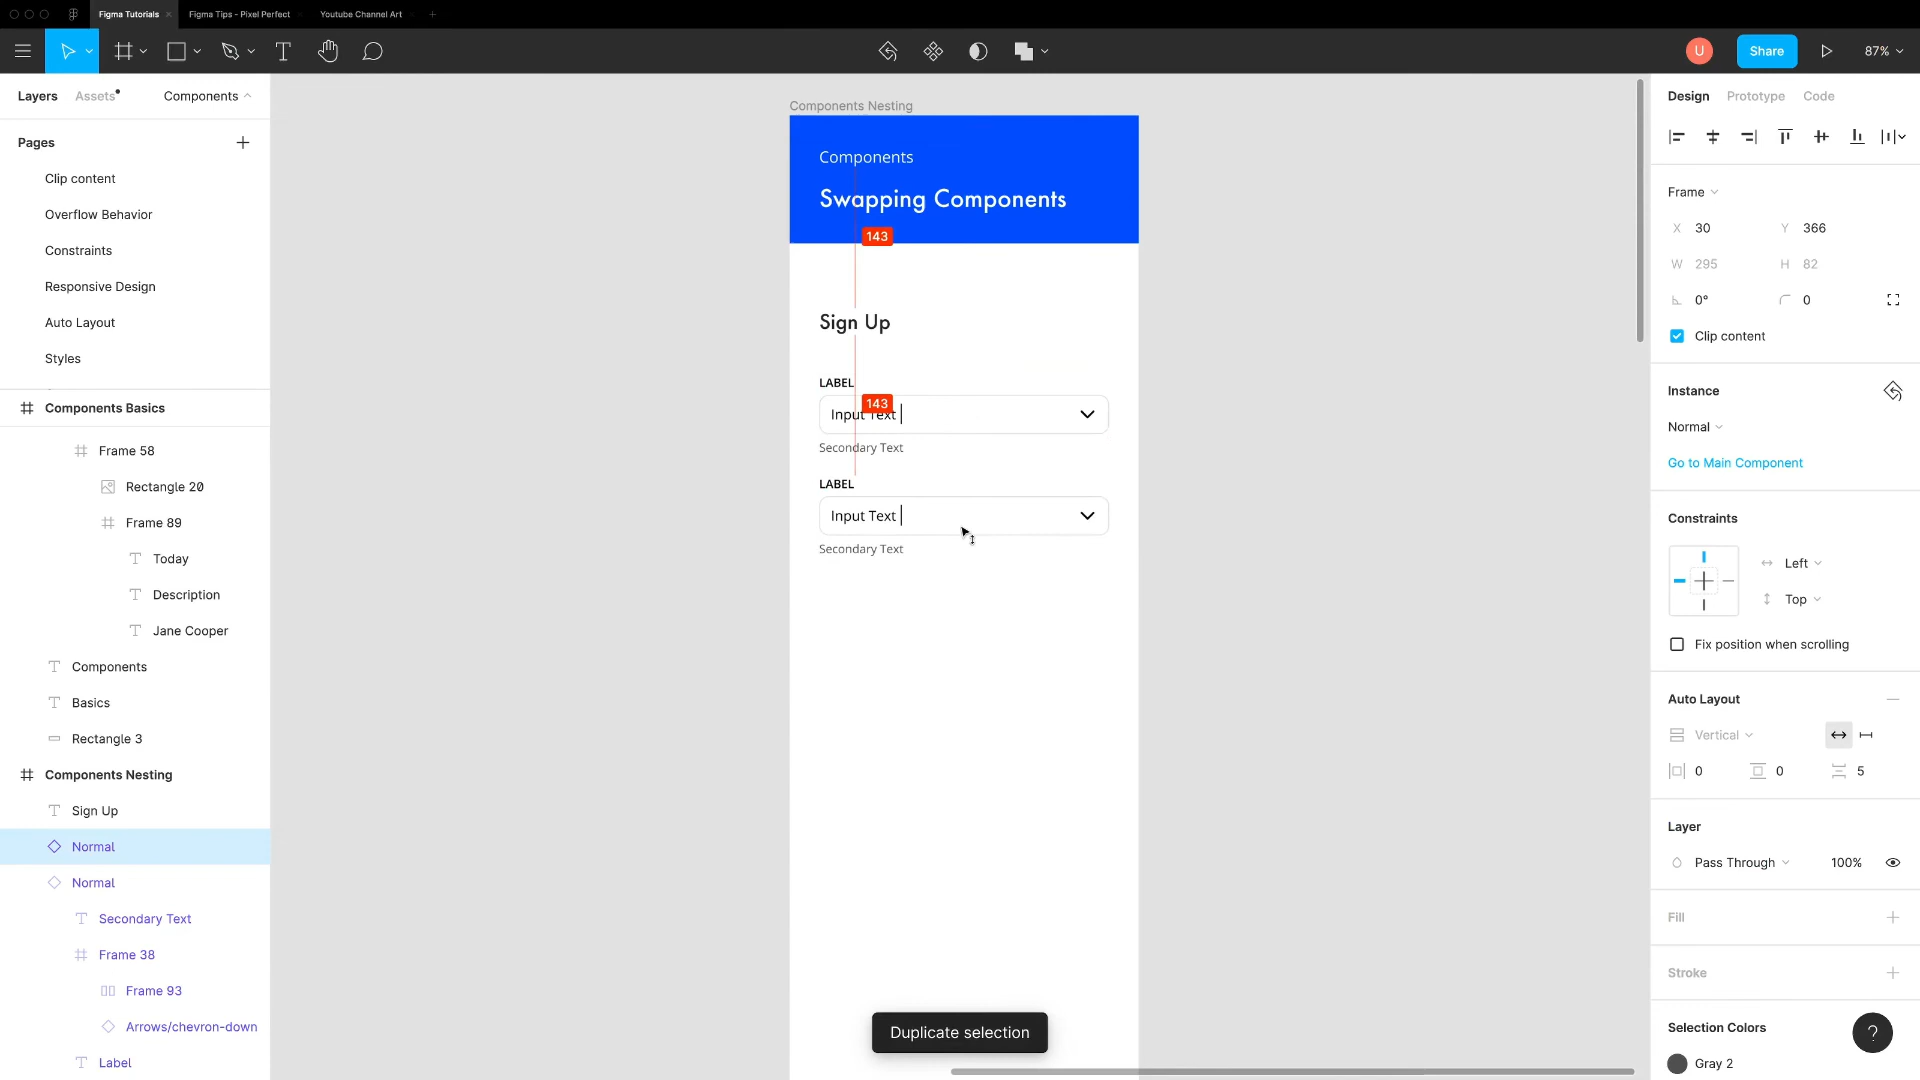 Figma Tutorials
Figma Tips - Pixel Perfect
Youtube Channel Art
Share
U
87%
Layers
Assets
Components
Pages
Clip content
Overflow Behavior
Constraints
Responsive Design
Auto Layout
Styles
Components Basics
Frame 58
Rectangle 20
Frame 89
Today
Description
Jane Cooper
Components
Basics
Rectangle 3
Components Nesting
Sign Up
Normal
Normal
Secondary Text
Frame 38
Frame 93
Arrows/chevron-down
Label
Components Nesting
Components
Swapping Components
143
Sign Up
LABEL
143
Input Text
Secondary Text
LABEL
Input Text
Secondary Text
Duplicate selection
Design
Prototype
Code
Frame
X 30 Y 366
W 295 H 82
0° 0
Clip content
Instance
Normal
Go to Main Component
Constraints
Left
Top
Fix position when scrolling
Auto Layout
Vertical
0 0 5
Layer
Pass Through 100%
Fill
Stroke
Selection Colors
Gray 2
?